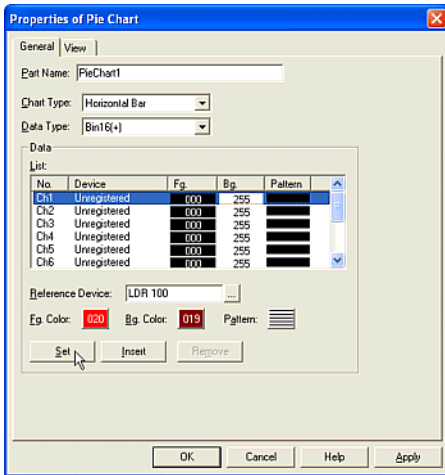 Properties of Pie Chart
General View
Part Name: PieChart1
Chart Type: Horizontal Bar
Data Type: Bin16(+)
Data
List:
No. Device Fg. Bg. Pattern
Ch1 Unregistered 000 255
Ch2 Unregistered 000 255
Ch3 Unregistered 000 255
Ch4 Unregistered 000 255
Ch5 Unregistered 000 255
Ch6 Unregistered 000 255
Reference Device: LDR 100 ...
Fg. Color: 020 Bg. Color: 019 Pattern:
Set Insert Remove
OK Cancel Help Apply